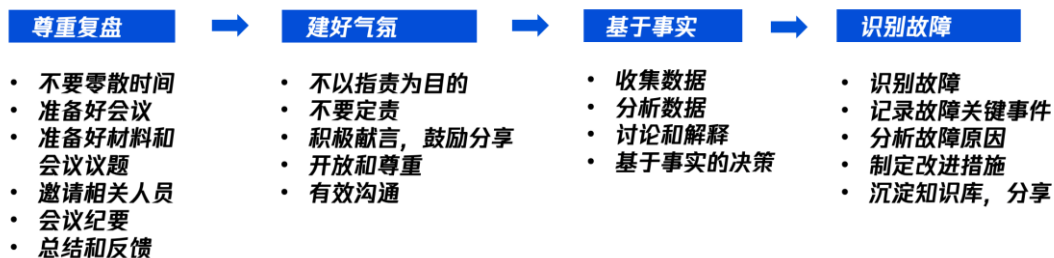 尊重复盘
• 不要零散时间
• 准备好会议
• 准备好材料和
会议议题
• 邀请相关人员
• 会议纪要
• 总结和反馈
建好气氛
• 不以指责为目的
• 不要定责
• 积极献言，鼓励分享
• 开放和尊重
• 有效沟通
基于事实
• 收集数据
• 分析数据
• 讨论和解释
• 基于事实的决策
识别故障
• 识别故障
• 记录故障关键事件
• 分析故障原因
• 制定改进措施
• 沉淀知识库，分享